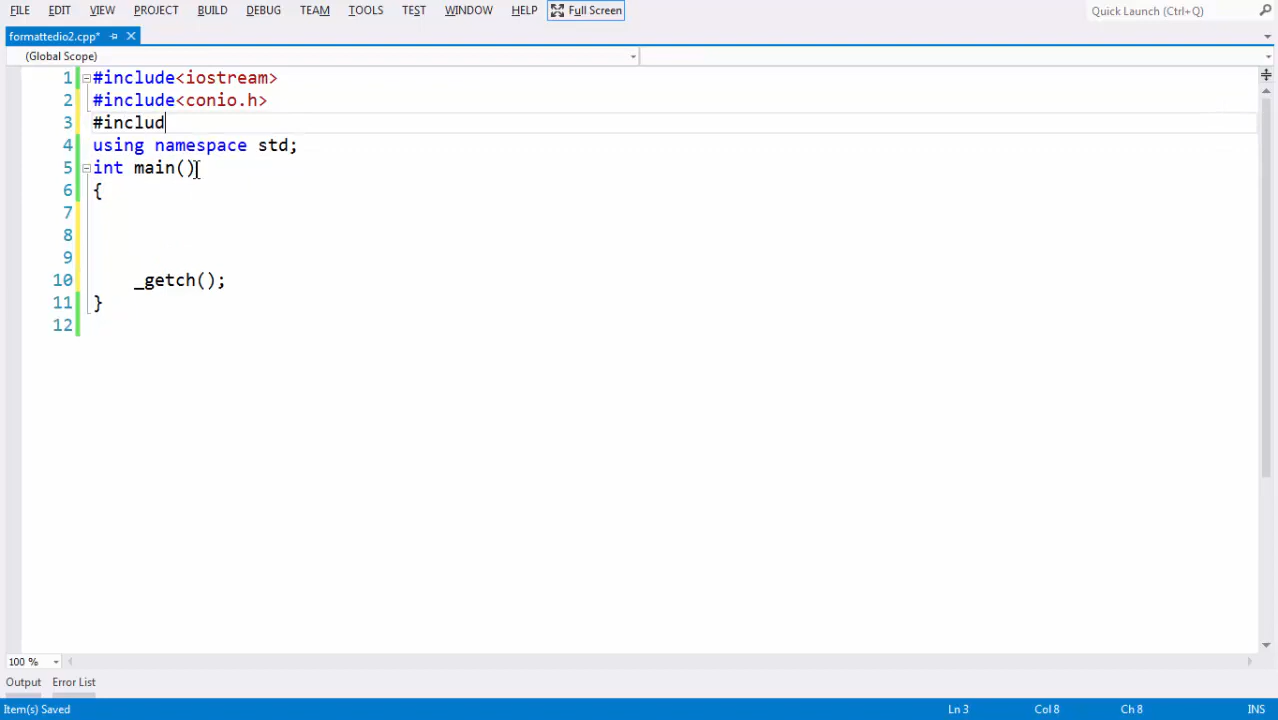 FILE EDIT VIEW PROJECT BUILD DEBUG TEAM TOOLS TEST WINDOW HELP Full Screen Quick Launch (Ctrl+Q)
formattedio2.cpp*
(Global Scope)
1 #include<iostream>
2 #include<conio.h>
3 #includ
4 using namespace std;
5 int main()
6 {
7
8
9
10 _getch();
11 }
12
100 %
Output Error List
Item(s) Saved Ln 3 Col 8 Ch 8 INS